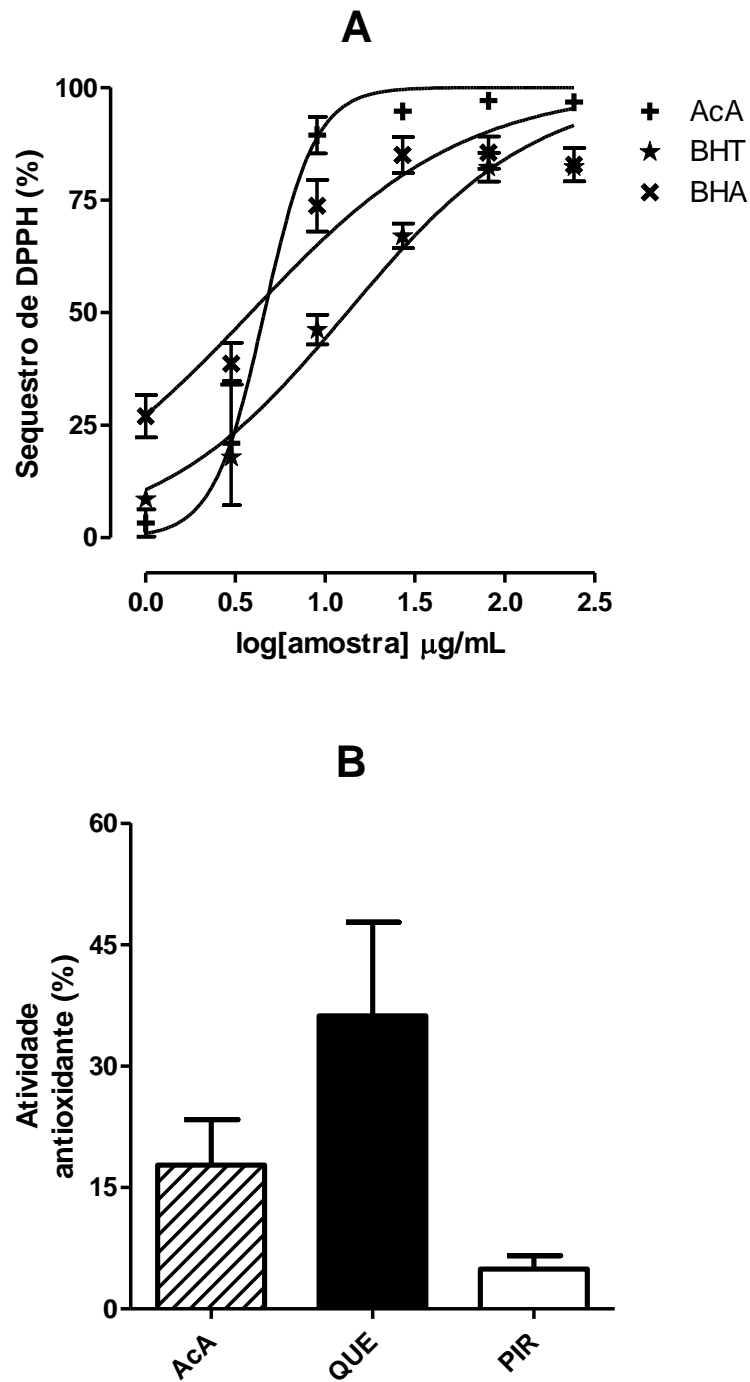 A
100
75
50
25
0
Sequestro de DPPH (%)
0.0 0.5 1.0 1.5 2.0 2.5
log[amostra] μg/mL
AcA
BHT
BHA
B
60
45
30
15
0
Atividade
antioxidante (%)
AcA QUE PIR